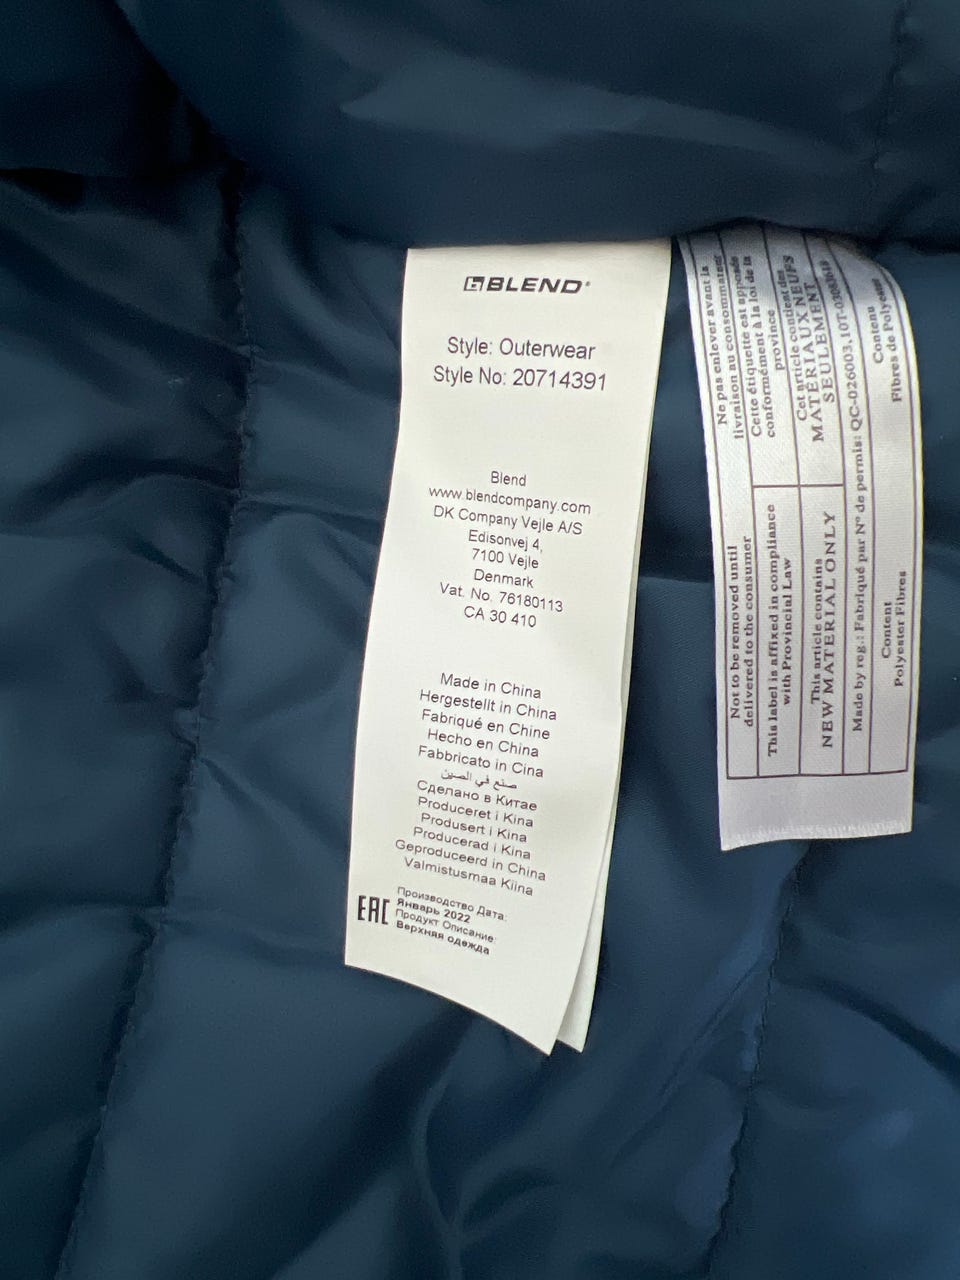 BLEND
Style: Outerwear
Style No: 20714391
Blend
www.blendcompany.com
DK Company Vejle A/S
Edisonvej 4,
7100 Vejle
Denmark
Vat. No. 76180113
CA 30 410
Made in China
Hergestellt in China
Fabriqué en Chine
Hecho en China
Fabbricato in Cina
صنع في الصين
Сделано в Китае
Produceret i Kina
Produsert i Kina
Producerad i Kina
Geproduceerd in China
Valmistusmaa Kiina
EAC
Производство Дата:
Январь 2022
Продукт Описание:
Верхняя одежда
Not to be removed until
delivered to the consumer
Ne pas enlever avant la
livraison au consommateur
This label is affixed in compliance
with Provincial Law
Cette étiquette est apposée
conformément à la loi de la
province
This article contains
NEW MATERIAL ONLY
Cet article contient des
MATÉRIAUX NEUFS
SEULEMENT
Made by reg.: Fabriqué par Nº de permis: QC-026003,10T-
Content
Polyester Fibres
Contenu
Fibres de Polyester